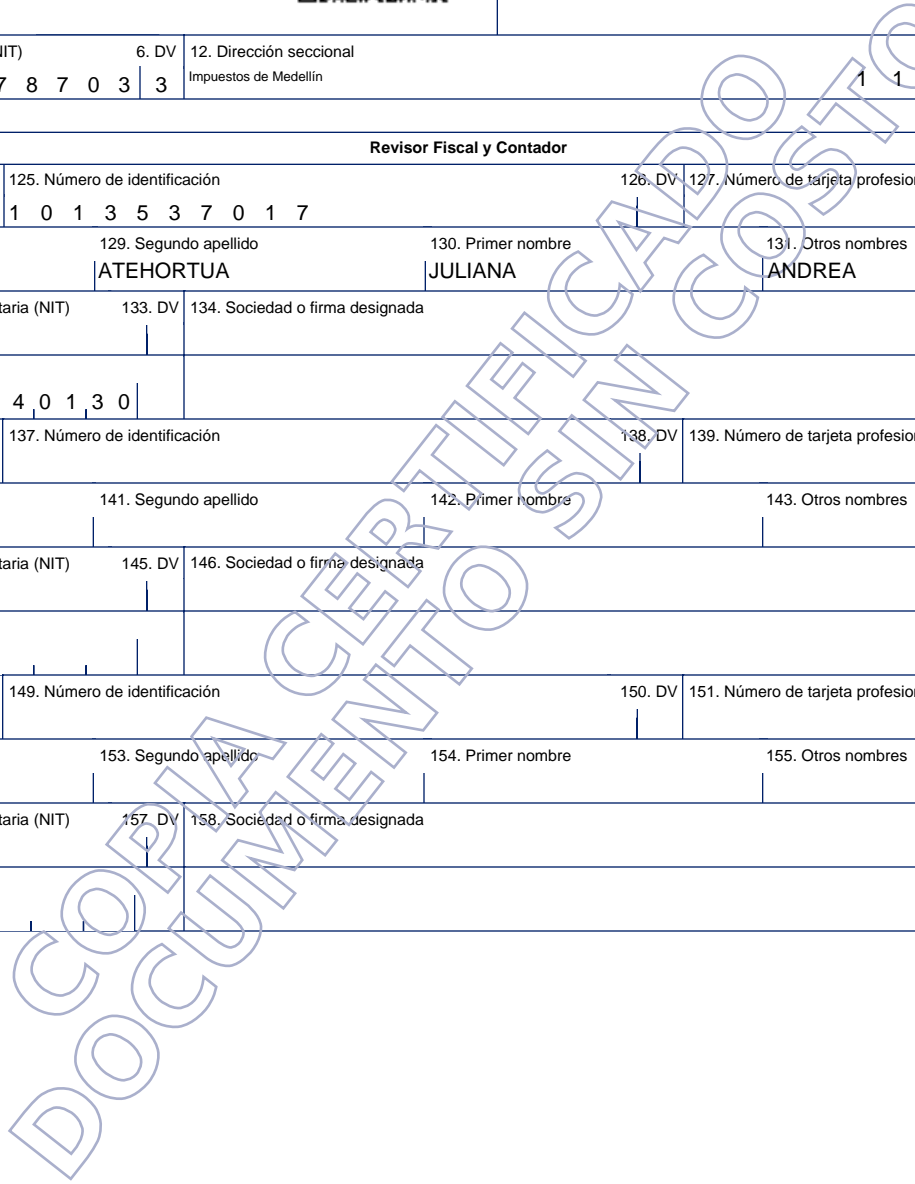 NIT) 6. DV 12. Dirección seccional
7 8 7 0 3 3 Impuestos de Medellín 1 1
Revisor Fiscal y Contador
125. Número de identificación 126. DV 127. Número de tarjeta profesion
1 0 1 3 5 3 7 0 1 7
129. Segundo apellido 130. Primer nombre 131. Otros nombres
ATEHORTUA JULIANA ANDREA
taria (NIT) 133. DV 134. Sociedad o firma designada
4 0 1 3 0
137. Número de identificación 138. DV 139. Número de tarjeta profesion
141. Segundo apellido 142. Primer nombre 143. Otros nombres
taria (NIT) 145. DV 146. Sociedad o firma designada
149. Número de identificación 150. DV 151. Número de tarjeta profesion
153. Segundo apellido 154. Primer nombre 155. Otros nombres
taria (NIT) 157. DV 158. Sociedad o firma designada
COPIA CERTIFICADO
DOCUMENTO SIN COSTO